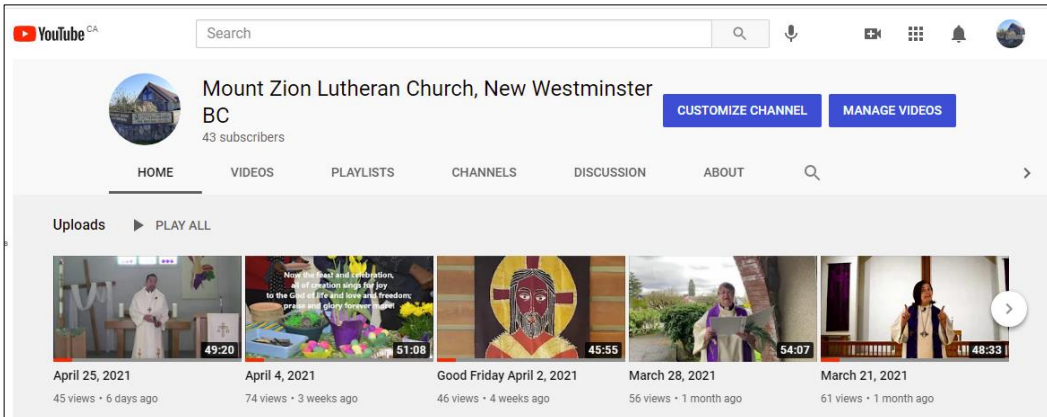 YouTube CA
Search
Mount Zion Lutheran Church, New Westminster
BC
43 subscribers
CUSTOMIZE CHANNEL
MANAGE VIDEOS
HOME
VIDEOS
PLAYLISTS
CHANNELS
DISCUSSION
ABOUT
Uploads
PLAY ALL
Now the feast and celebration,
all of creation sings for joy
to the God of life and love and freedom;
praise and glory forever more!
49:20
51:08
45:55
54:07
48:33
April 25, 2021
April 4, 2021
Good Friday April 2, 2021
March 28, 2021
March 21, 2021
45 views • 6 days ago
74 views • 3 weeks ago
46 views • 4 weeks ago
56 views • 1 month ago
61 views • 1 month ago